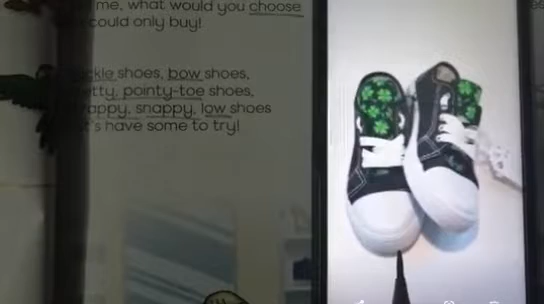 me, what would you choose
could only buy!
shoes, bow shoes,
pointy-toe shoes,
snappy, low shoes
have some to try!